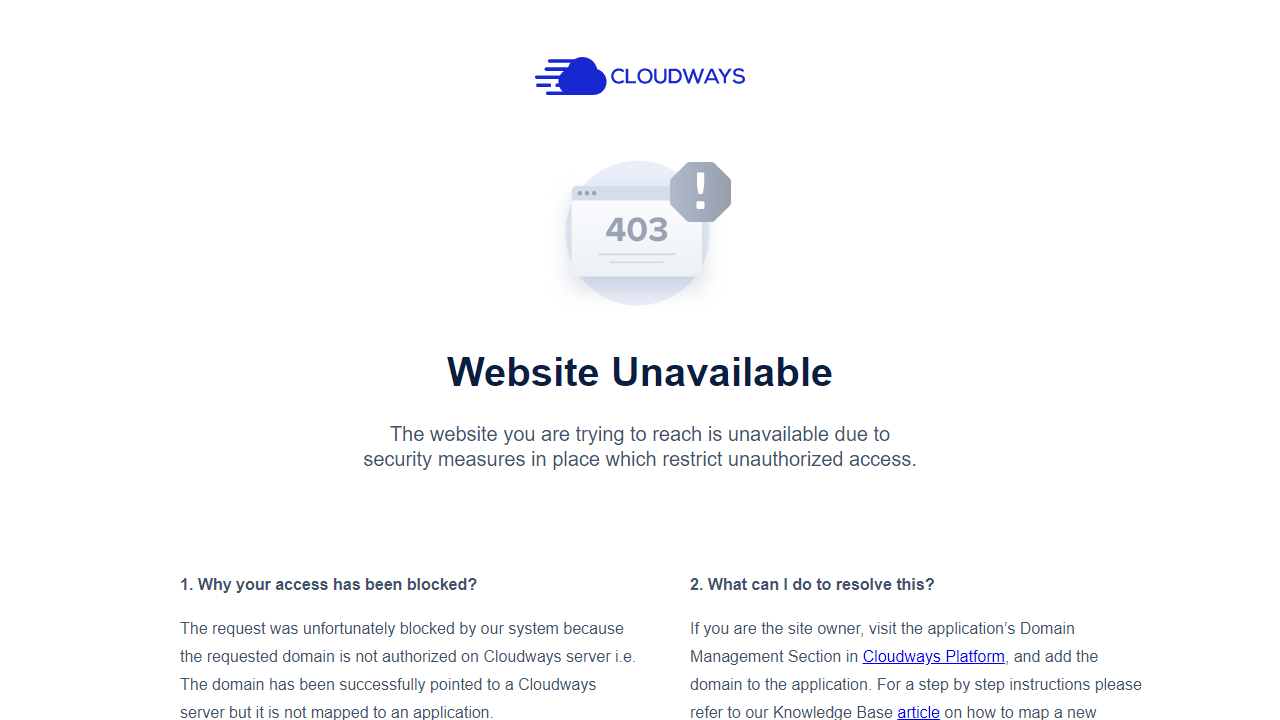 CLOUDWAYS
403
Website Unavailable
The website you are trying to reach is unavailable due to
security measures in place which restrict unauthorized access.
1. Why your access has been blocked?
The request was unfortunately blocked by our system because
the requested domain is not authorized on Cloudways server i.e.
The domain has been successfully pointed to a Cloudways
server but it is not mapped to an application.
2. What can I do to resolve this?
If you are the site owner, visit the application’s Domain
Management Section in Cloudways Platform, and add the
domain to the application. For a step by step instructions please
refer to our Knowledge Base article on how to map a new